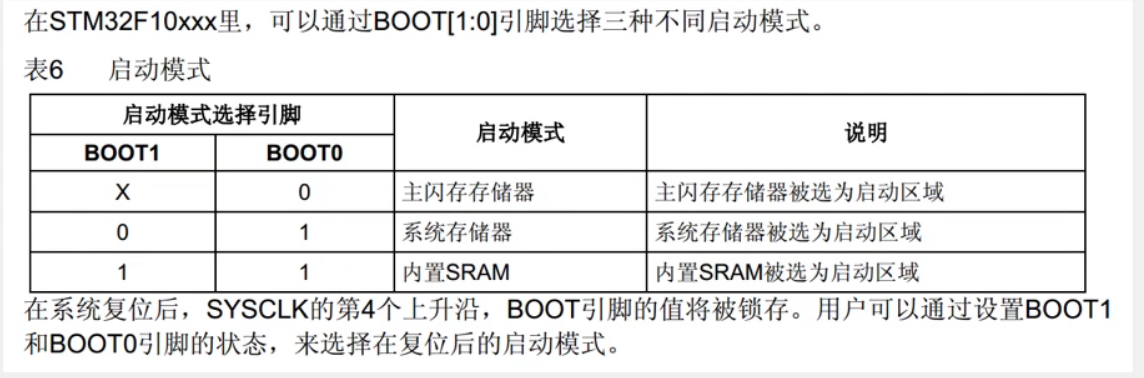 在STM32F10xxx里，可以通过BOOT[1:0]引脚选择三种不同启动模式。
表6 启动模式
启动模式选择引脚 启动模式 说明
BOOT1 BOOT0
X 0 主闪存存储器 主闪存存储器被选为启动区域
0 1 系统存储器 系统存储器被选为启动区域
1 1 内置SRAM 内置SRAM被选为启动区域
在系统复位后，SYSCLK的第4个上升沿，BOOT引脚的值将被锁存。用户可以通过设置BOOT1
和BOOT0引脚的状态，来选择在复位后的启动模式。